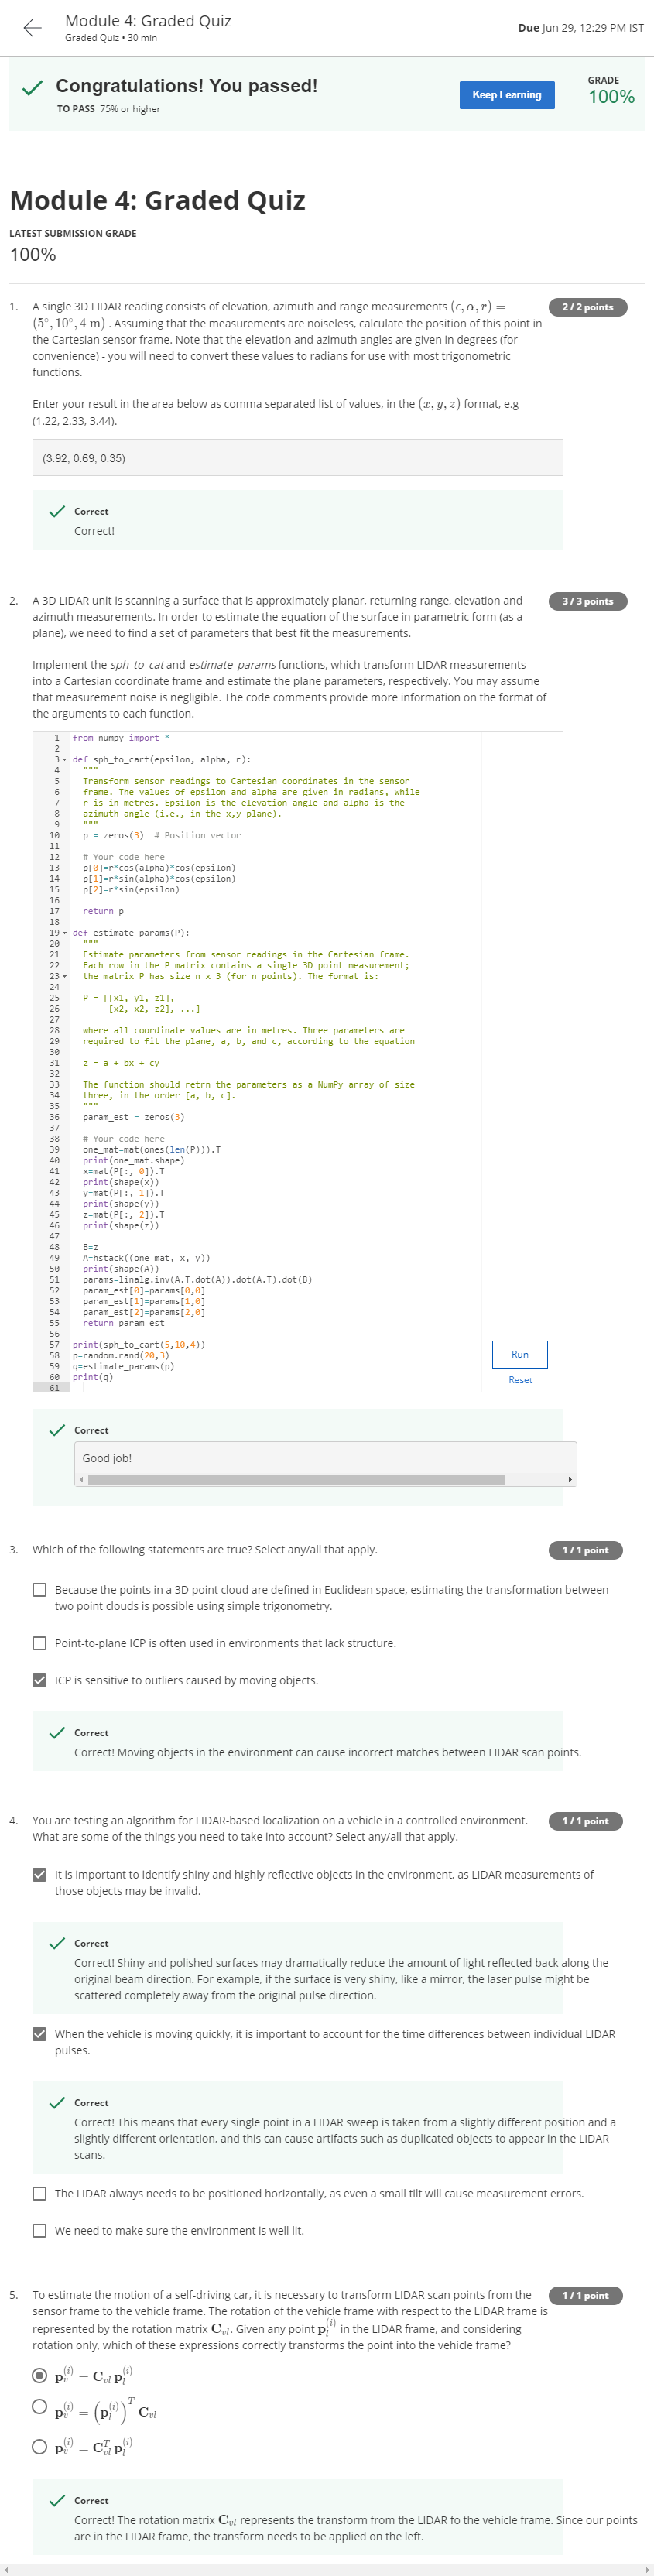 Module 4: Graded Quiz
Graded Quiz • 30 min
Due Jun 29, 12:29 PM IST
Congratulations! You passed!
TO PASS 75% or higher
Keep Learning
GRADE
100%
Module 4: Graded Quiz
LATEST SUBMISSION GRADE
100%
1. A single 3D LIDAR reading consists of elevation, azimuth and range measurements (ϵ, α, r) =
(5°, 10°, 4 m) . Assuming that the measurements are noiseless, calculate the position of this point in
the Cartesian sensor frame. Note that the elevation and azimuth angles are given in degrees (for
convenience) - you will need to convert these values to radians for use with most trigonometric
functions.
2 / 2 points
Enter your result in the area below as comma separated list of values, in the (x, y, z) format, e.g
(1.22, 2.33, 3.44).
(3.92, 0.69, 0.35)
Correct
Correct!
2. A 3D LIDAR unit is scanning a surface that is approximately planar, returning range, elevation and
azimuth measurements. In order to estimate the equation of the surface in parametric form (as a
plane), we need to find a set of parameters that best fit the measurements.
3 / 3 points
Implement the sph_to_cat and estimate_params functions, which transform LIDAR measurements
into a Cartesian coordinate frame and estimate the plane parameters, respectively. You may assume
that measurement noise is negligible. The code comments provide more information on the format of
the arguments to each function.
1 from numpy import *
2
3 def sph_to_cart(epsilon, alpha, r):
4 """
5 Transform sensor readings to Cartesian coordinates in the sensor
6 frame. The values of epsilon and alpha are given in radians, while
7 r is in metres. Epsilon is the elevation angle and alpha is the
8 azimuth angle (i.e., in the x,y plane).
9 """
10 p = zeros(3) # Position vector
11
12 # Your code here
13 p[0]=r*cos(alpha)*cos(epsilon)
14 p[1]=r*sin(alpha)*cos(epsilon)
15 p[2]=r*sin(epsilon)
16
17 return p
18
19 def estimate_params(P):
20 """
21 Estimate parameters from sensor readings in the Cartesian frame.
22 Each row in the P matrix contains a single 3D point measurement;
23 the matrix P has size n x 3 (for n points). The format is:
24
25 P = [[x1, y1, z1],
26 [x2, x2, z2], ...]
27
28 where all coordinate values are in metres. Three parameters are
29 required to fit the plane, a, b, and c, according to the equation
30
31 z = a + bx + cy
32
33 The function should retrn the parameters as a NumPy array of size
34 three, in the order [a, b, c].
35 """
36 param_est = zeros(3)
37
38 # Your code here
39 one_mat=mat(ones(len(P))).T
40 print(one_mat.shape)
41 x=mat(P[:, 0]).T
42 print(shape(x))
43 y=mat(P[:, 1]).T
44 print(shape(y))
45 z=mat(P[:, 2]).T
46 print(shape(z))
47
48 B=z
49 A=hstack((one_mat, x, y))
50 print(shape(A))
51 params=linalg.inv(A.T.dot(A)).dot(A.T).dot(B)
52 param_est[0]=params[0,0]
53 param_est[1]=params[1,0]
54 param_est[2]=params[2,0]
55 return param_est
56
57 print(sph_to_cart(5,10,4))
58 p=random.rand(20,3)
59 q=estimate_params(p)
60 print(q)
61
Run
Reset
Correct
Good job!
3. Which of the following statements are true? Select any/all that apply.
1 / 1 point
Because the points in a 3D point cloud are defined in Euclidean space, estimating the transformation between
two point clouds is possible using simple trigonometry.
Point-to-plane ICP is often used in environments that lack structure.
ICP is sensitive to outliers caused by moving objects.
Correct
Correct! Moving objects in the environment can cause incorrect matches between LIDAR scan points.
4. You are testing an algorithm for LIDAR-based localization on a vehicle in a controlled environment.
What are some of the things you need to take into account? Select any/all that apply.
1 / 1 point
It is important to identify shiny and highly reflective objects in the environment, as LIDAR measurements of
those objects may be invalid.
Correct
Correct! Shiny and polished surfaces may dramatically reduce the amount of light reflected back along the
original beam direction. For example, if the surface is very shiny, like a mirror, the laser pulse might be
scattered completely away from the original pulse direction.
When the vehicle is moving quickly, it is important to account for the time differences between individual LIDAR
pulses.
Correct
Correct! This means that every single point in a LIDAR sweep is taken from a slightly different position and a
slightly different orientation, and this can cause artifacts such as duplicated objects to appear in the LIDAR
scans.
The LIDAR always needs to be positioned horizontally, as even a small tilt will cause measurement errors.
We need to make sure the environment is well lit.
5. To estimate the motion of a self-driving car, it is necessary to transform LIDAR scan points from the
sensor frame to the vehicle frame. The rotation of the vehicle frame with respect to the LIDAR frame is
represented by the rotation matrix C_vl. Given any point p_l^(i) in the LIDAR frame, and considering
rotation only, which of these expressions correctly transforms the point into the vehicle frame?
1 / 1 point
p_v^(i) = C_vl p_l^(i)
p_v^(i) = (p_l^(i))^T C_vl
p_v^(i) = C_vl^T p_l^(i)
Correct
Correct! The rotation matrix C_vl represents the transform from the LIDAR fo the vehicle frame. Since our points
are in the LIDAR frame, the transform needs to be applied on the left.